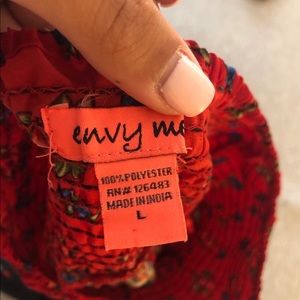 envy me
100% POLYESTER
RN# 126483
MADE IN INDIA
L